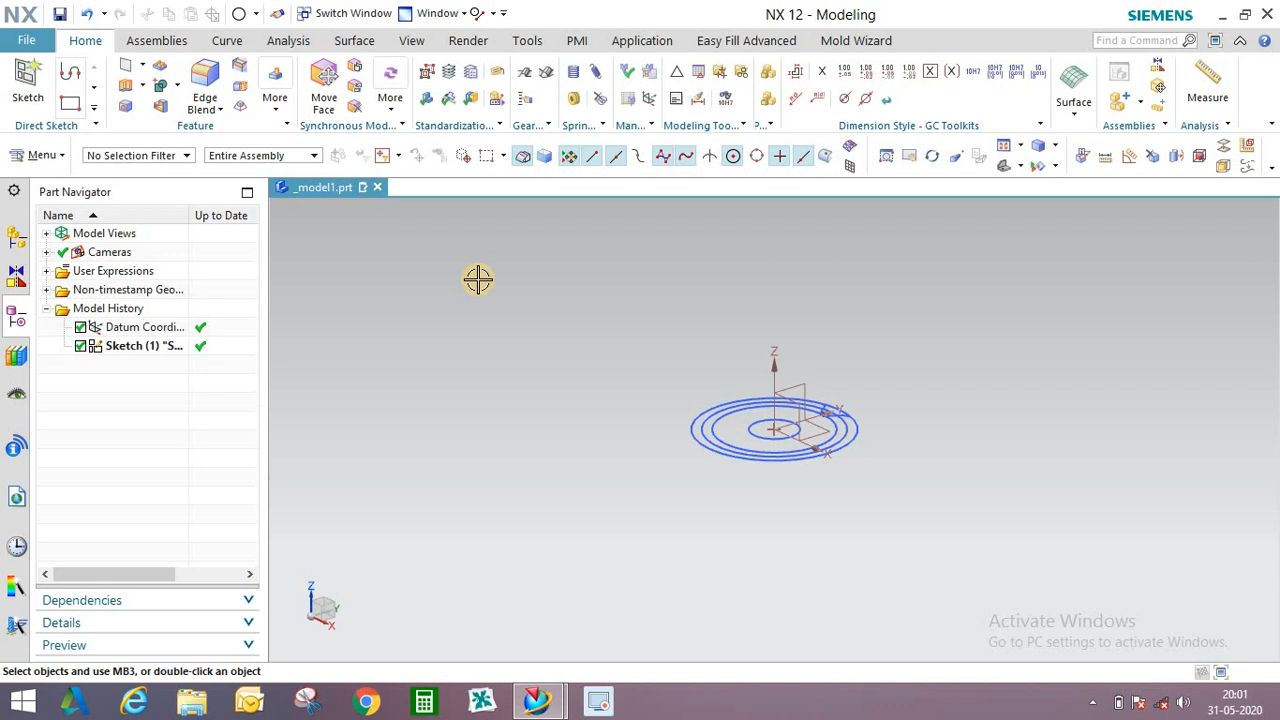 NX Switch Window Window NX 12 - Modeling SIEMENS
File Home Assemblies Curve Analysis Surface View Render Tools PMI Application Easy Fill Advanced Mold Wizard Find a Command
Sketch Edge Blend More Move Face More Surface Measure
Direct Sketch Feature Synchronous Mod... Standardization... Gear... Sprin... Man... Modeling Too... P... Dimension Style - GC Toolkits Assemblies Analysis
Menu No Selection Filter Entire Assembly
Part Navigator _model1.prt
Name Up to Date
Model Views
Cameras
User Expressions
Non-timestamp Geo...
Model History
Datum Coordi...
Sketch (1) "S...
Z
Y
X
Z
Y
X
Dependencies
Details
Preview
Activate Windows
Go to PC settings to activate Windows.
Select objects and use MB3, or double-click an object
20:01
31-05-2020